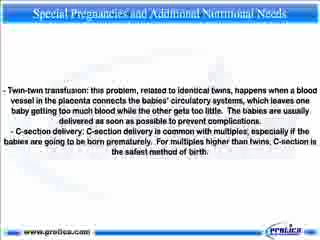 Special Pregnancies and Additional Nutritional Needs
- Twin-twin transfusion: this problem, related to identical twins, happens when a blood
vessel in the placenta connects the babies' circulatory systems, which leaves one
baby getting too much blood while the other gets too little. The babies are usually
delivered as soon as possible to prevent complications.
- C-section delivery: C-section delivery is common with multiples, especially if the
babies are going to be born prematurely. For multiples higher than twins, C-section is
the safest method of birth.
www.prolica.com
prolica